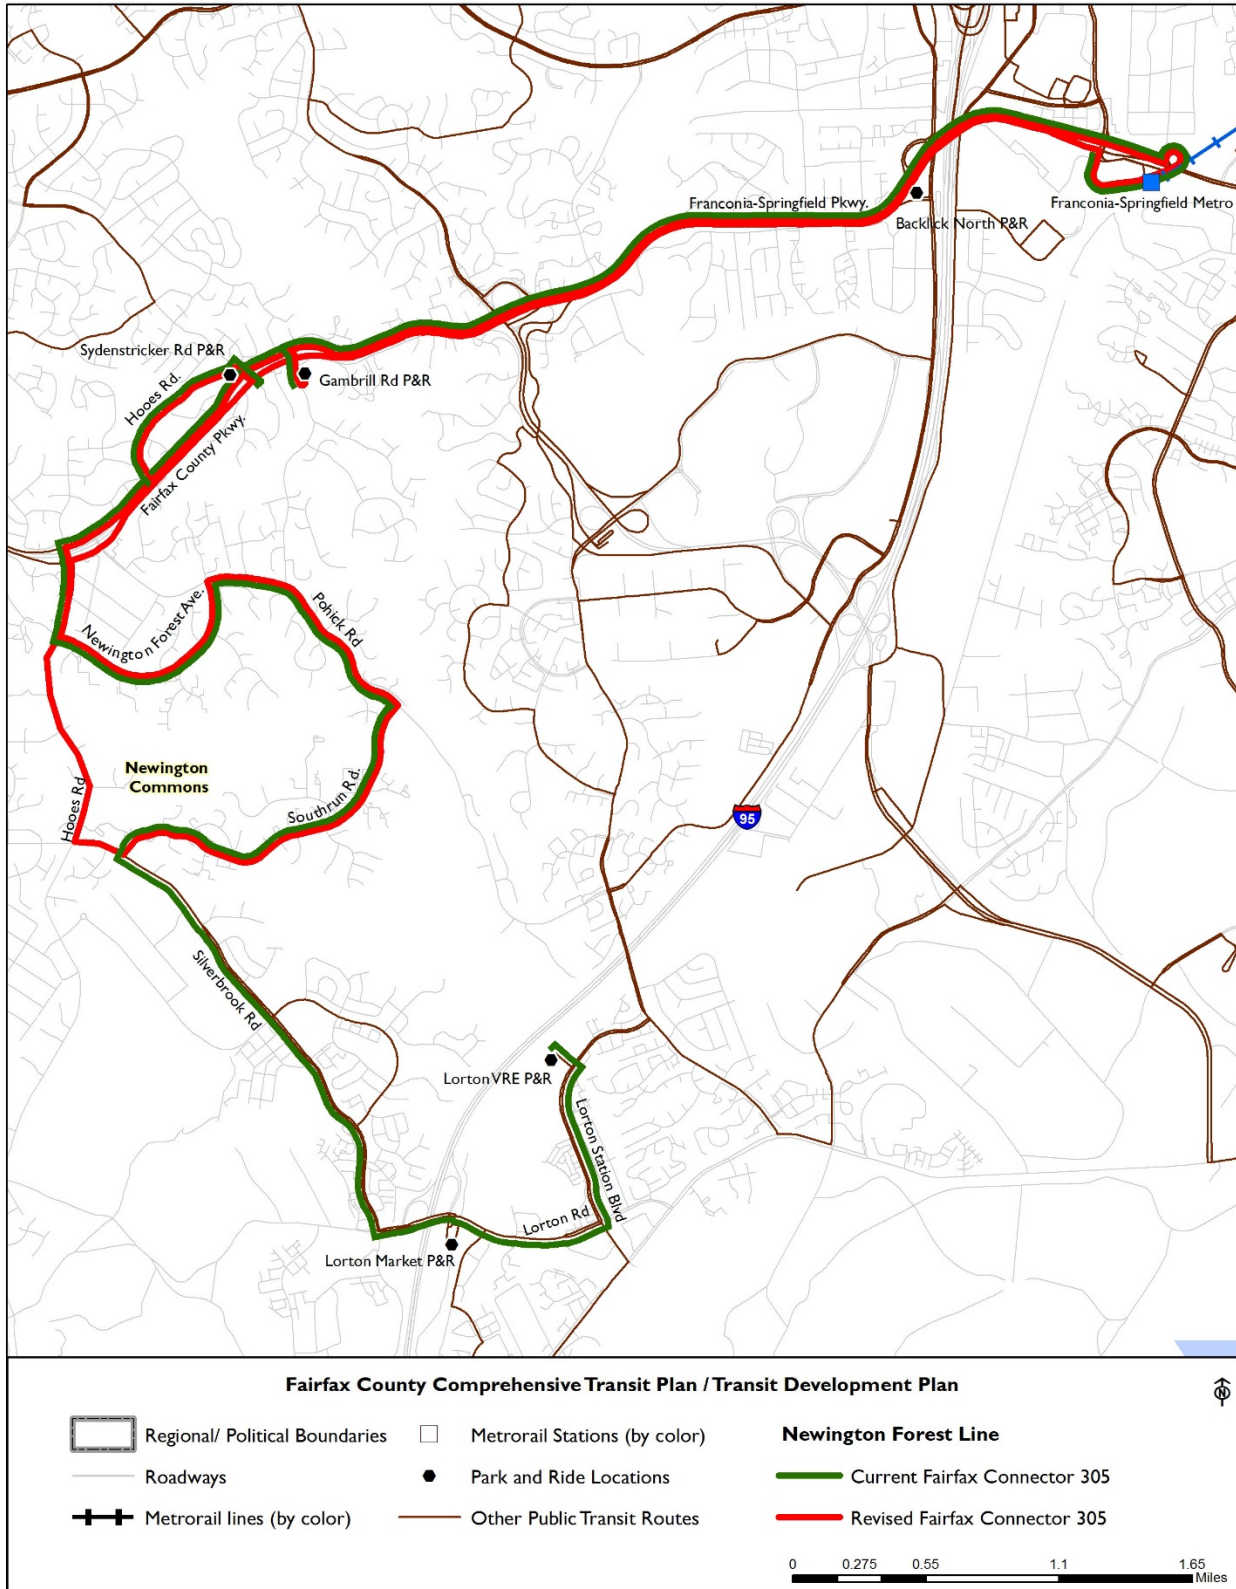 Franconia-Springfield Pkwy.
Franconia-Springfield Metro
Backlick North P&R
Sydenstricker Rd P&R
Gambrill Rd P&R
Hooes Rd.
Fairfax County Pkwy.
Newington Forest Ave.
Pohick Rd
Newington
Commons
Southrun Rd.
Hooes Rd
95
Silverbrook Rd
Lorton VRE P&R
Lorton Station Blvd
Lorton Rd
Lorton Market P&R
Fairfax County Comprehensive Transit Plan / Transit Development Plan
N
Regional/ Political Boundaries
Metrorail Stations (by color)
Newington Forest Line
Roadways
Park and Ride Locations
Current Fairfax Connector 305
Metrorail lines (by color)
Other Public Transit Routes
Revised Fairfax Connector 305
0 0.275 0.55 1.1 1.65
Miles